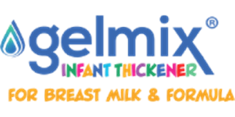 gelmix®
INFANT THICKENER
FOR BREAST MILK & FORMULA